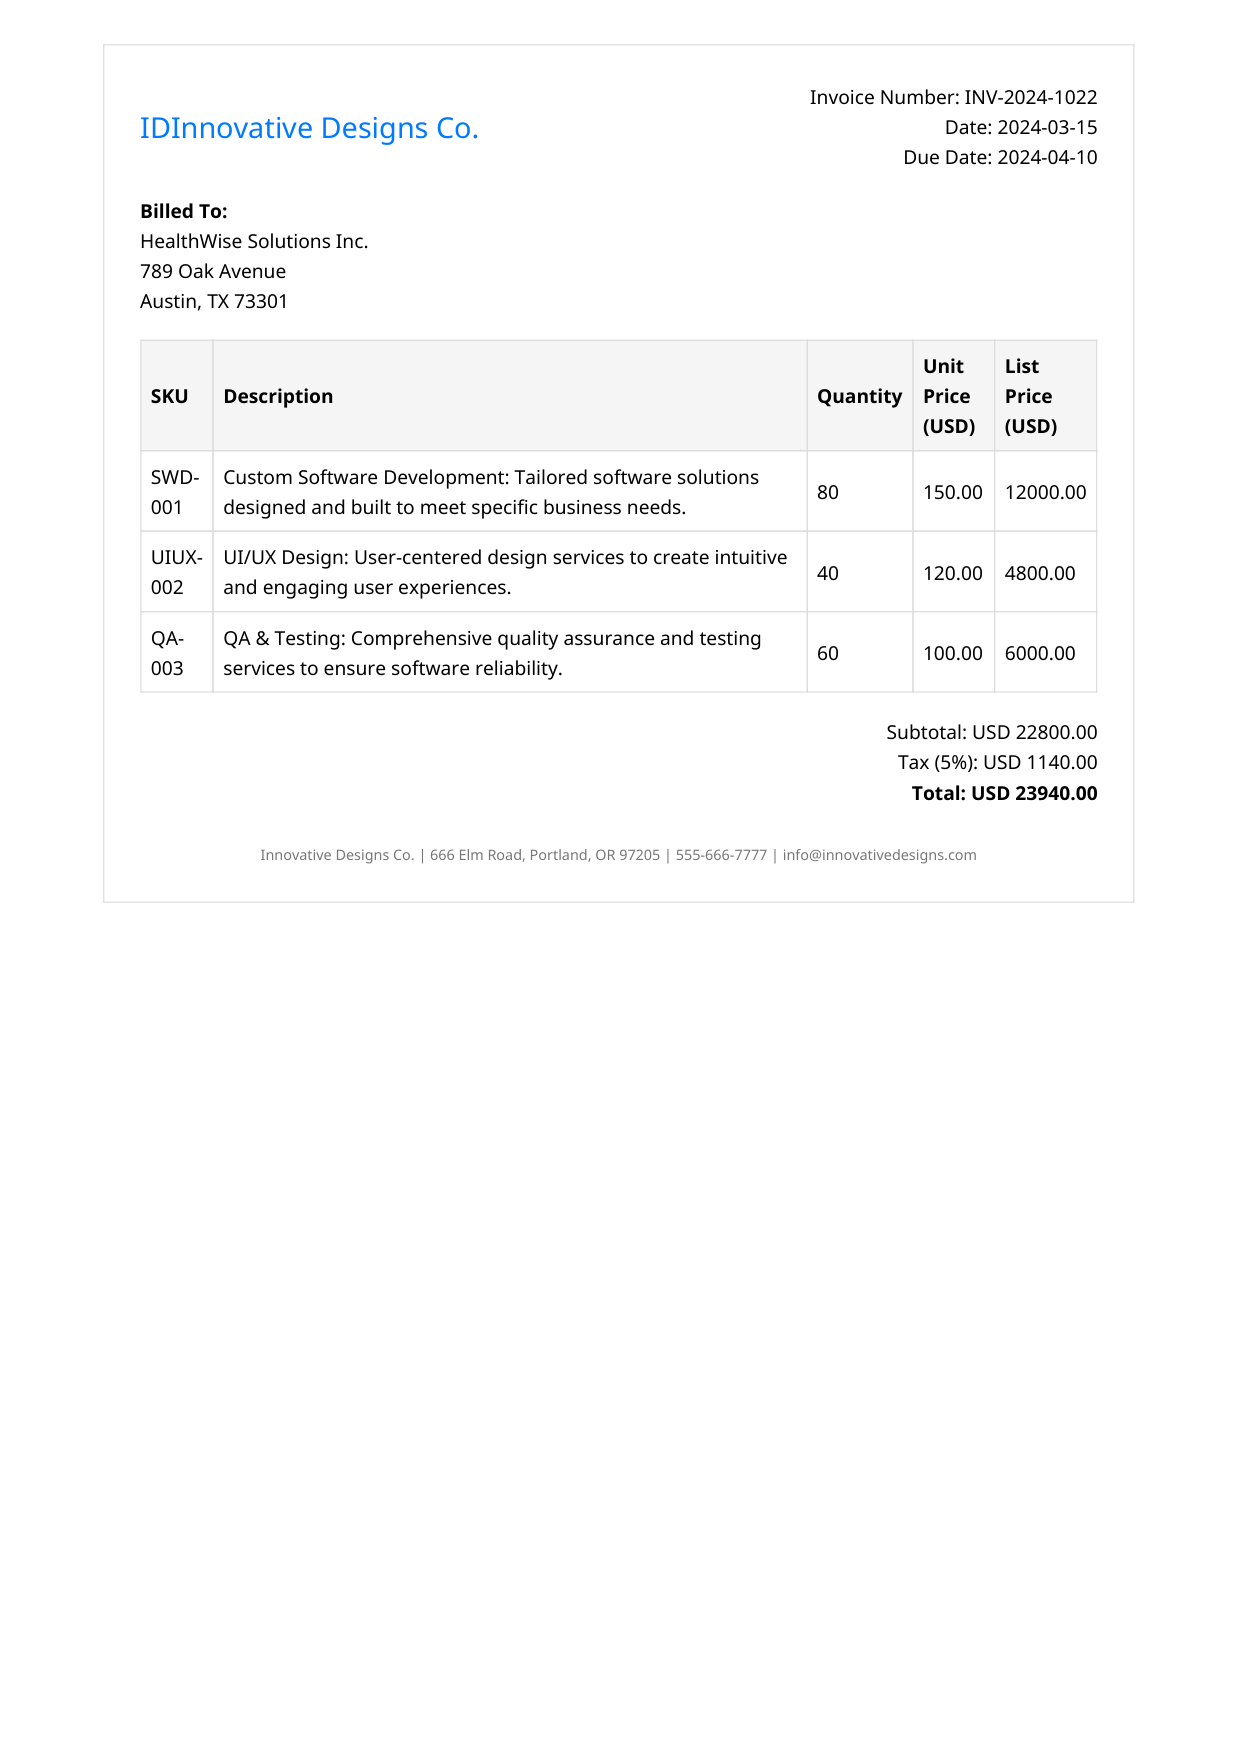 IDInnovative Designs Co.
Invoice Number: INV-2024-1022
Date: 2024-03-15
Due Date: 2024-04-10
Billed To:
HealthWise Solutions Inc.
789 Oak Avenue
Austin, TX 73301
SKU Description Quantity Unit Price (USD) List Price (USD)
SWD-001 Custom Software Development: Tailored software solutions designed and built to meet specific business needs. 80 150.00 12000.00
UIUX-002 UI/UX Design: User-centered design services to create intuitive and engaging user experiences. 40 120.00 4800.00
QA-003 QA & Testing: Comprehensive quality assurance and testing services to ensure software reliability. 60 100.00 6000.00
Subtotal: USD 22800.00
Tax (5%): USD 1140.00
Total: USD 23940.00
Innovative Designs Co. | 666 Elm Road, Portland, OR 97205 | 555-666-7777 | info@innovativedesigns.com